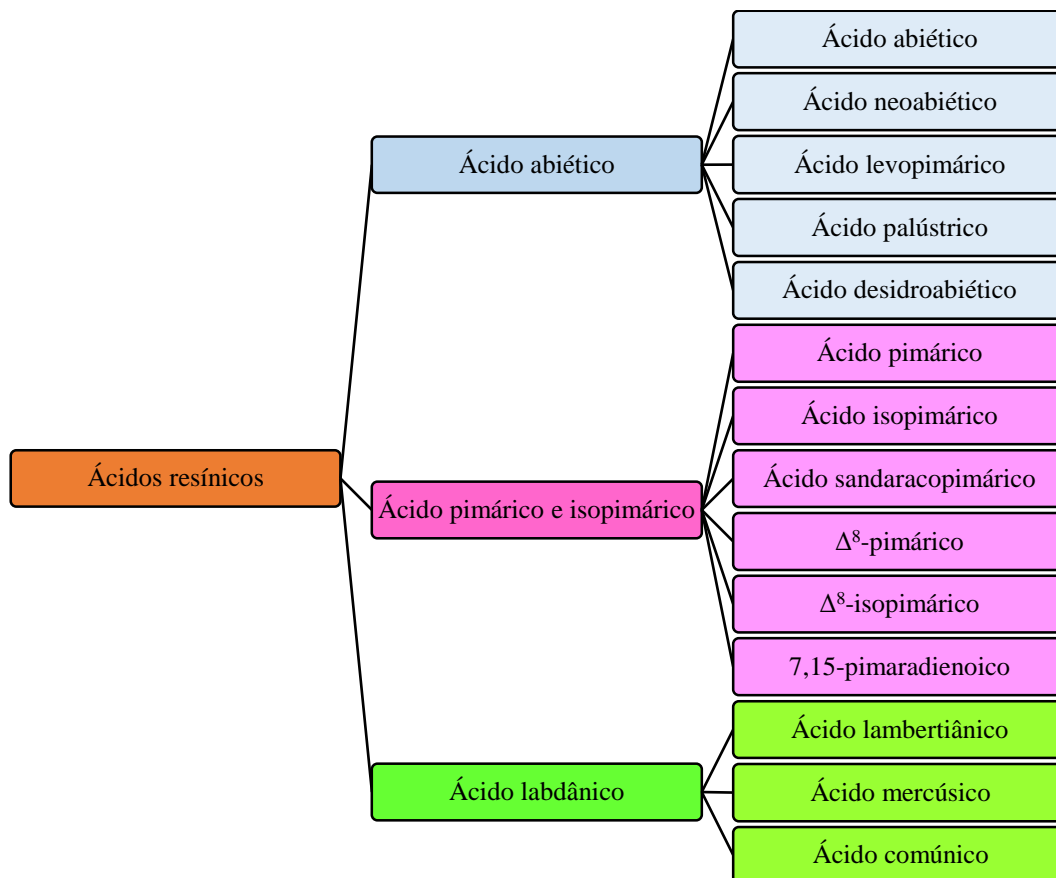 Ácidos resínicos
Ácido abiético
Ácido abiético
Ácido neoabiético
Ácido levopimárico
Ácido palústrico
Ácido desidroabiético
Ácido pimárico e isopimárico
Ácido pimárico
Ácido isopimárico
Ácido sandaracopimárico
Δ⁸-pimárico
Δ⁸-isopimárico
7,15-pimaradienoico
Ácido labdânico
Ácido lambertiânico
Ácido mercúsico
Ácido comúnico